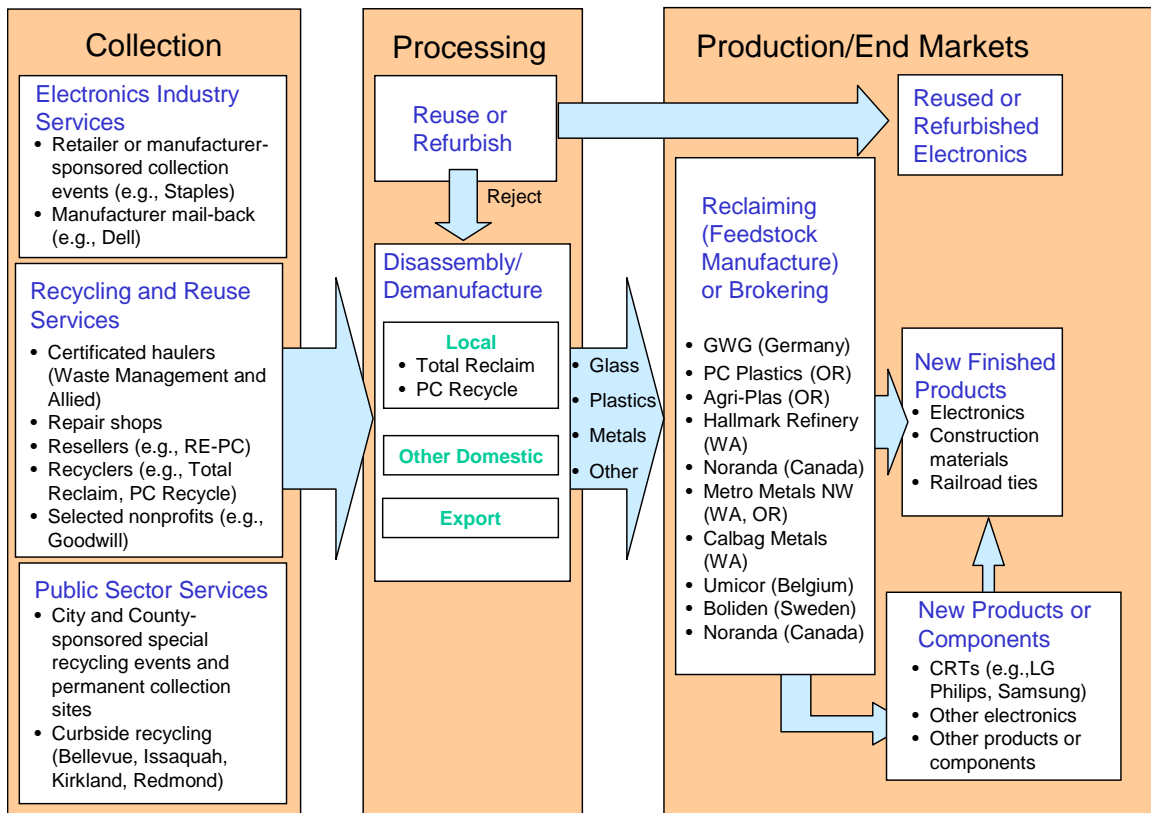 Collection
Electronics Industry
Services
• Retailer or manufacturer-
sponsored collection
events (e.g., Staples)
• Manufacturer mail-back
(e.g., Dell)
Recycling and Reuse
Services
• Certificated haulers
(Waste Management and
Allied)
• Repair shops
• Resellers (e.g., RE-PC)
• Recyclers (e.g., Total
Reclaim, PC Recycle)
• Selected nonprofits (e.g.,
Goodwill)
Public Sector Services
• City and County-
sponsored special
recycling events and
permanent collection
sites
• Curbside recycling
(Bellevue, Issaquah,
Kirkland, Redmond)
Processing
Reuse or
Refurbish
Reject
Disassembly/
Demanufacture
Local
• Total Reclaim
• PC Recycle
Other Domestic
Export
• Glass
• Plastics
• Metals
• Other
Production/End Markets
Reused or
Refurbished
Electronics
Reclaiming
(Feedstock
Manufacture)
or Brokering
• GWG (Germany)
• PC Plastics (OR)
• Agri-Plas (OR)
• Hallmark Refinery
(WA)
• Noranda (Canada)
• Metro Metals NW
(WA, OR)
• Calbag Metals
(WA)
• Umicor (Belgium)
• Boliden (Sweden)
• Noranda (Canada)
New Finished
Products
• Electronics
• Construction
materials
• Railroad ties
New Products or
Components
• CRTs (e.g.,LG
Philips, Samsung)
• Other electronics
• Other products or
components